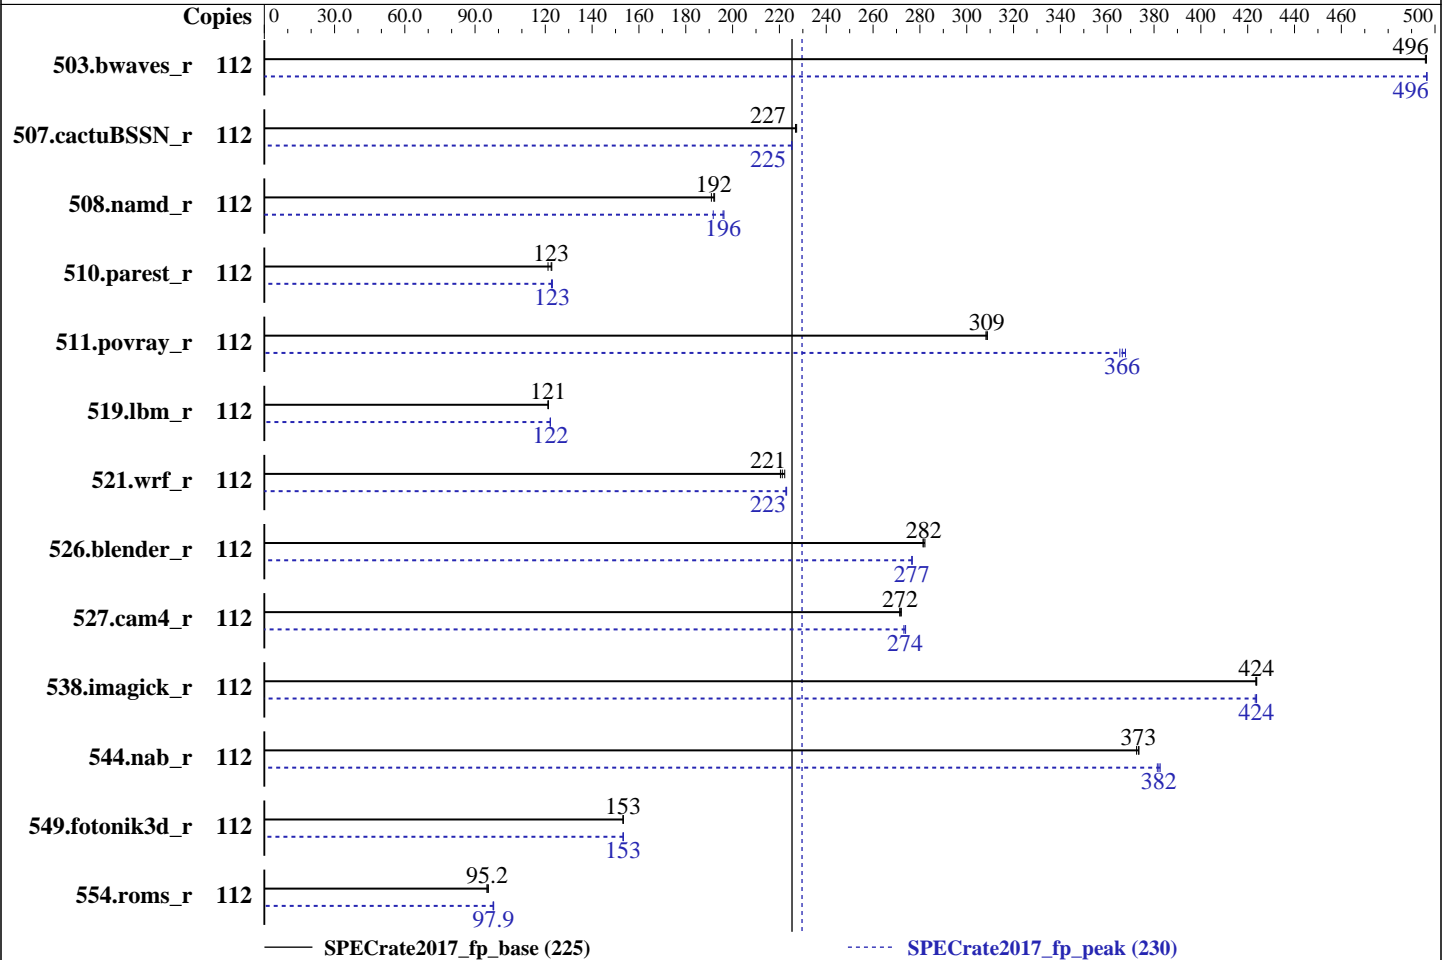 Copies 0 30.0 60.0 90.0 120 140 160 180 200 220 240 260 280 300 320 340 360 380 400 420 440 460 500
496
503.bwaves_r 112
496
227
507.cactuBSSN_r 112
225
192
508.namd_r 112
196
123
510.parest_r 112
123
309
511.povray_r 112
366
121
519.lbm_r 112
122
221
521.wrf_r 112
223
282
526.blender_r 112
277
272
527.cam4_r 112
274
424
538.imagick_r 112
424
373
544.nab_r 112
382
153
549.fotonik3d_r 112
153
95.2
554.roms_r 112
97.9
SPECrate2017_fp_base (225) SPECrate2017_fp_peak (230)